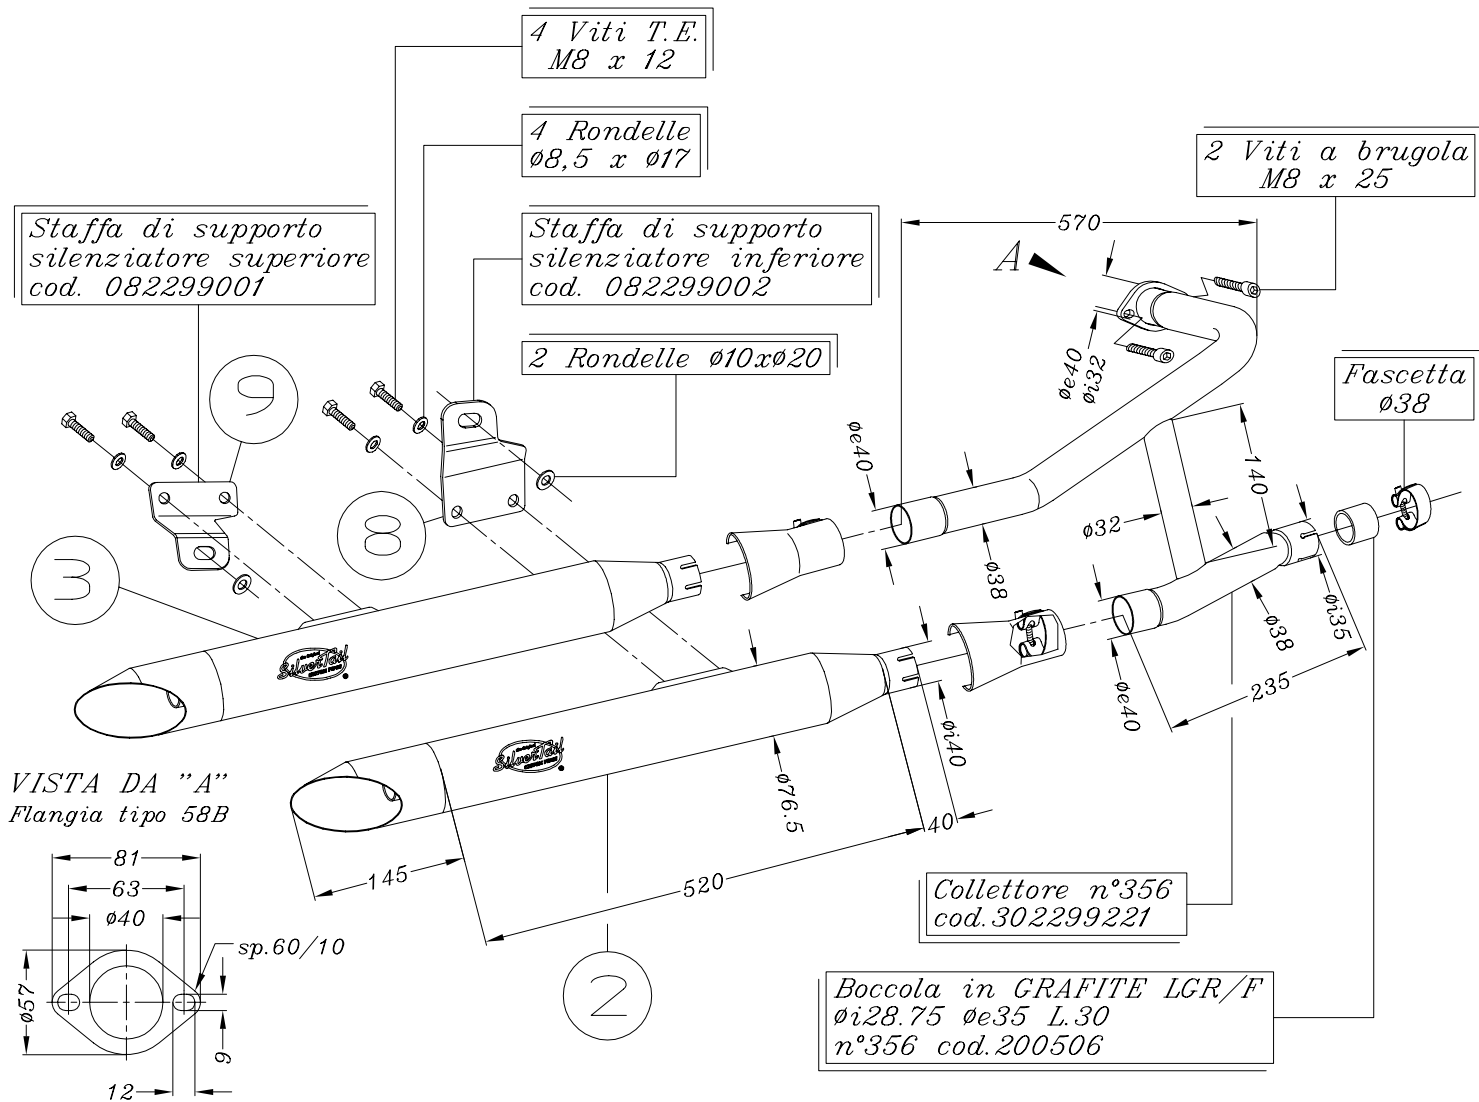 4 Viti T.E.
M8 x 12
4 Rondelle
ø8,5 x ø17
2 Viti a brugola
M8 x 25
Staffa di supporto
silenziatore superiore
cod. 082299001
Staffa di supporto
silenziatore inferiore
cod. 082299002
2 Rondelle ø10xø20
570
A
øe40
øi32
Fascetta
ø38
9
8
3
øe40
ø38
140
ø32
øi35
ø38
235
øe40
SilverTail
®
SilverTail
®
øi40
ø76.5
40
145
520
2
VISTA DA "A"
Flangia tipo 58B
81
63
ø40
sp.60/10
ø57
9
12
Collettore n°356
cod.302299221
Boccola in GRAFITE LGR/F
øi28.75 øe35 L.30
n°356 cod.200506